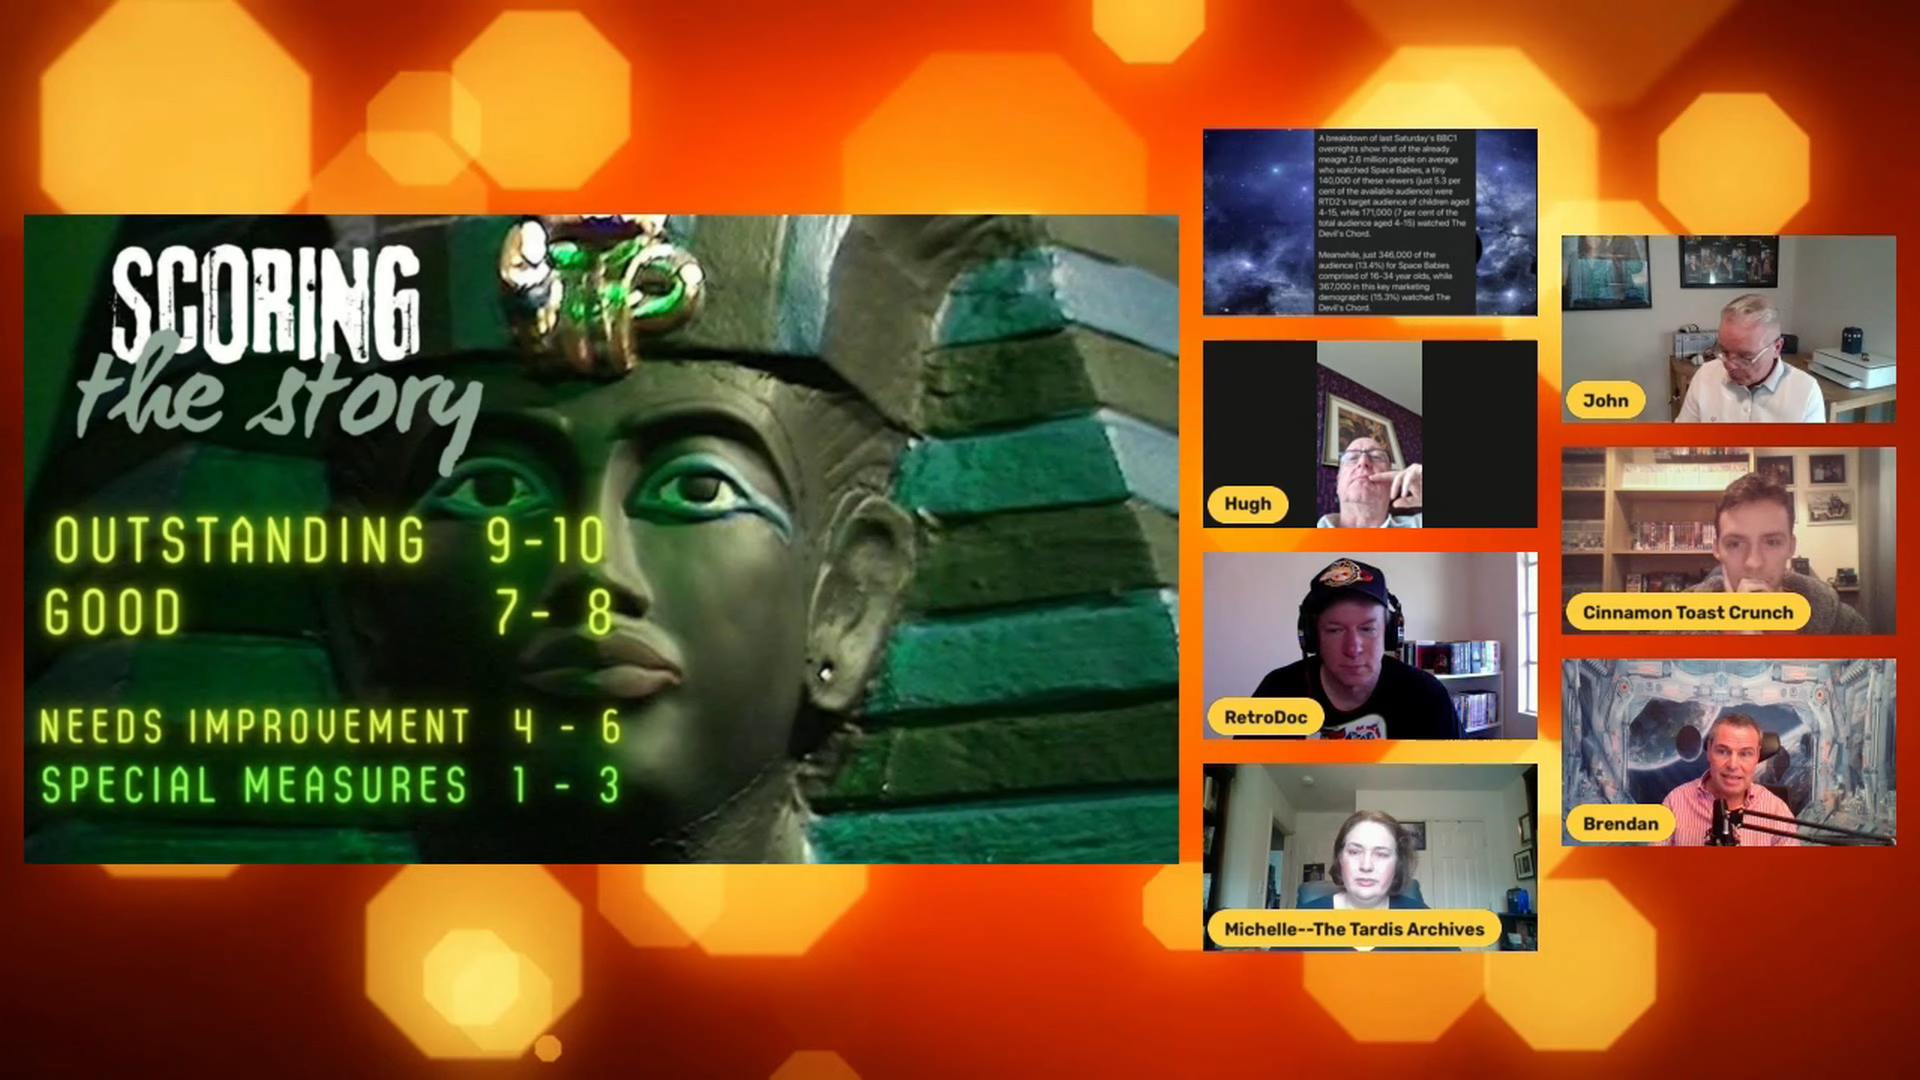 SCORING
the story
OUTSTANDING 9-10
GOOD 7- 8
NEEDS IMPROVEMENT 4 - 6
SPECIAL MEASURES 1 - 3
A breakdown of last Saturday's BBC1
overnights show that of the already
meagre 2.6 million people on average
who watched Space Babies, a tiny
140,000 of these viewers (just 5.3 per
cent of the available audience) were
RTD2's target audience of children aged
4-15, while 171,000 (7 per cent of the
total audience aged 4-15) watched The
Devil's Chord.
Meanwhile, just 346,000 of the
audience (13.4%) for Space Babies
comprised of 16-34 year olds, while
367,000 in this key marketing
demographic (15.3%) watched The
Devil's Chord.
John
Hugh
Cinnamon Toast Crunch
RetroDoc
Brendan
Michelle--The Tardis Archives